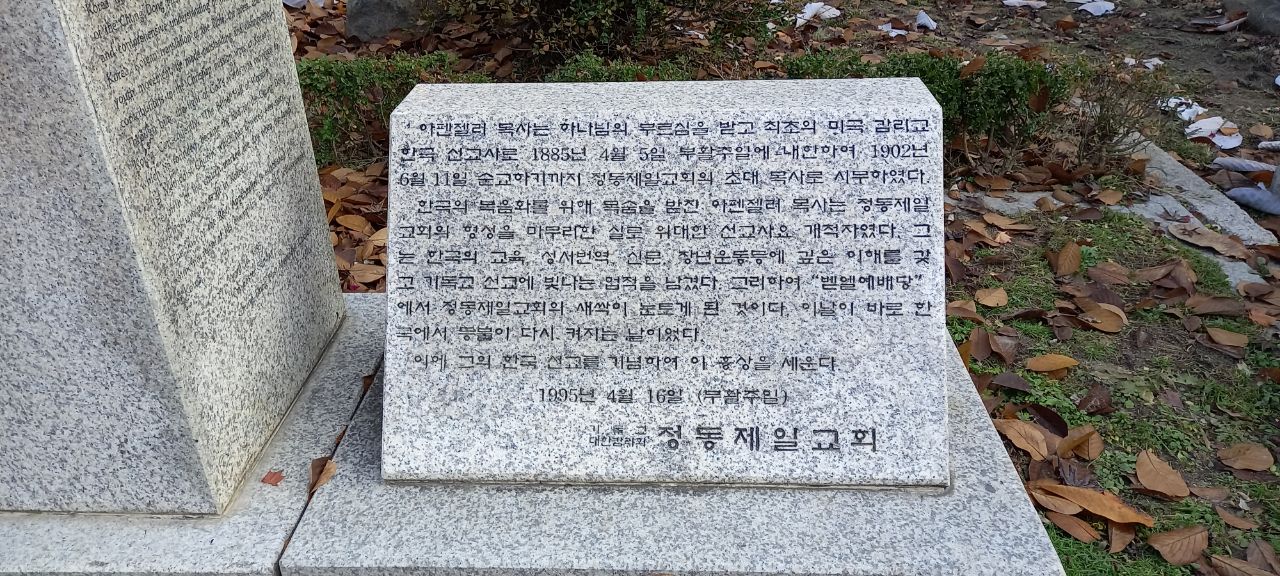 아펜젤러 목사는 하나님의 부르심을 받고 최초의 미국 감리교
한국 선교사로 1885년 4월 5일 부활주일에 내한하여 1902년
6월 11일 순교하기까지 정동제일교회의 초대 목사로 시무하였다.
한국의 복음화를 위해 목숨을 바친 아펜젤러 목사는 정동제일
교회의 형성을 마무리한 실로 위대한 선교사요 개척자였다. 그
는 한국의 교육, 성서번역, 신문, 청년운동등에 깊은 이해를 갖
고 기독교 선교에 빛나는 업적을 남겼다. 그리하여 "벧엘예배당"
에서 정동제일교회의 새싹이 눈트게 된 것이다. 이날이 바로 한
국에서 등불이 다시 켜지는 날이었다.
이에 그의 한국 선교를 기념하여 이 흉상을 세운다.
1995년 4월 16일 (부활주일)
기독교
대한감리회 정동제일교회